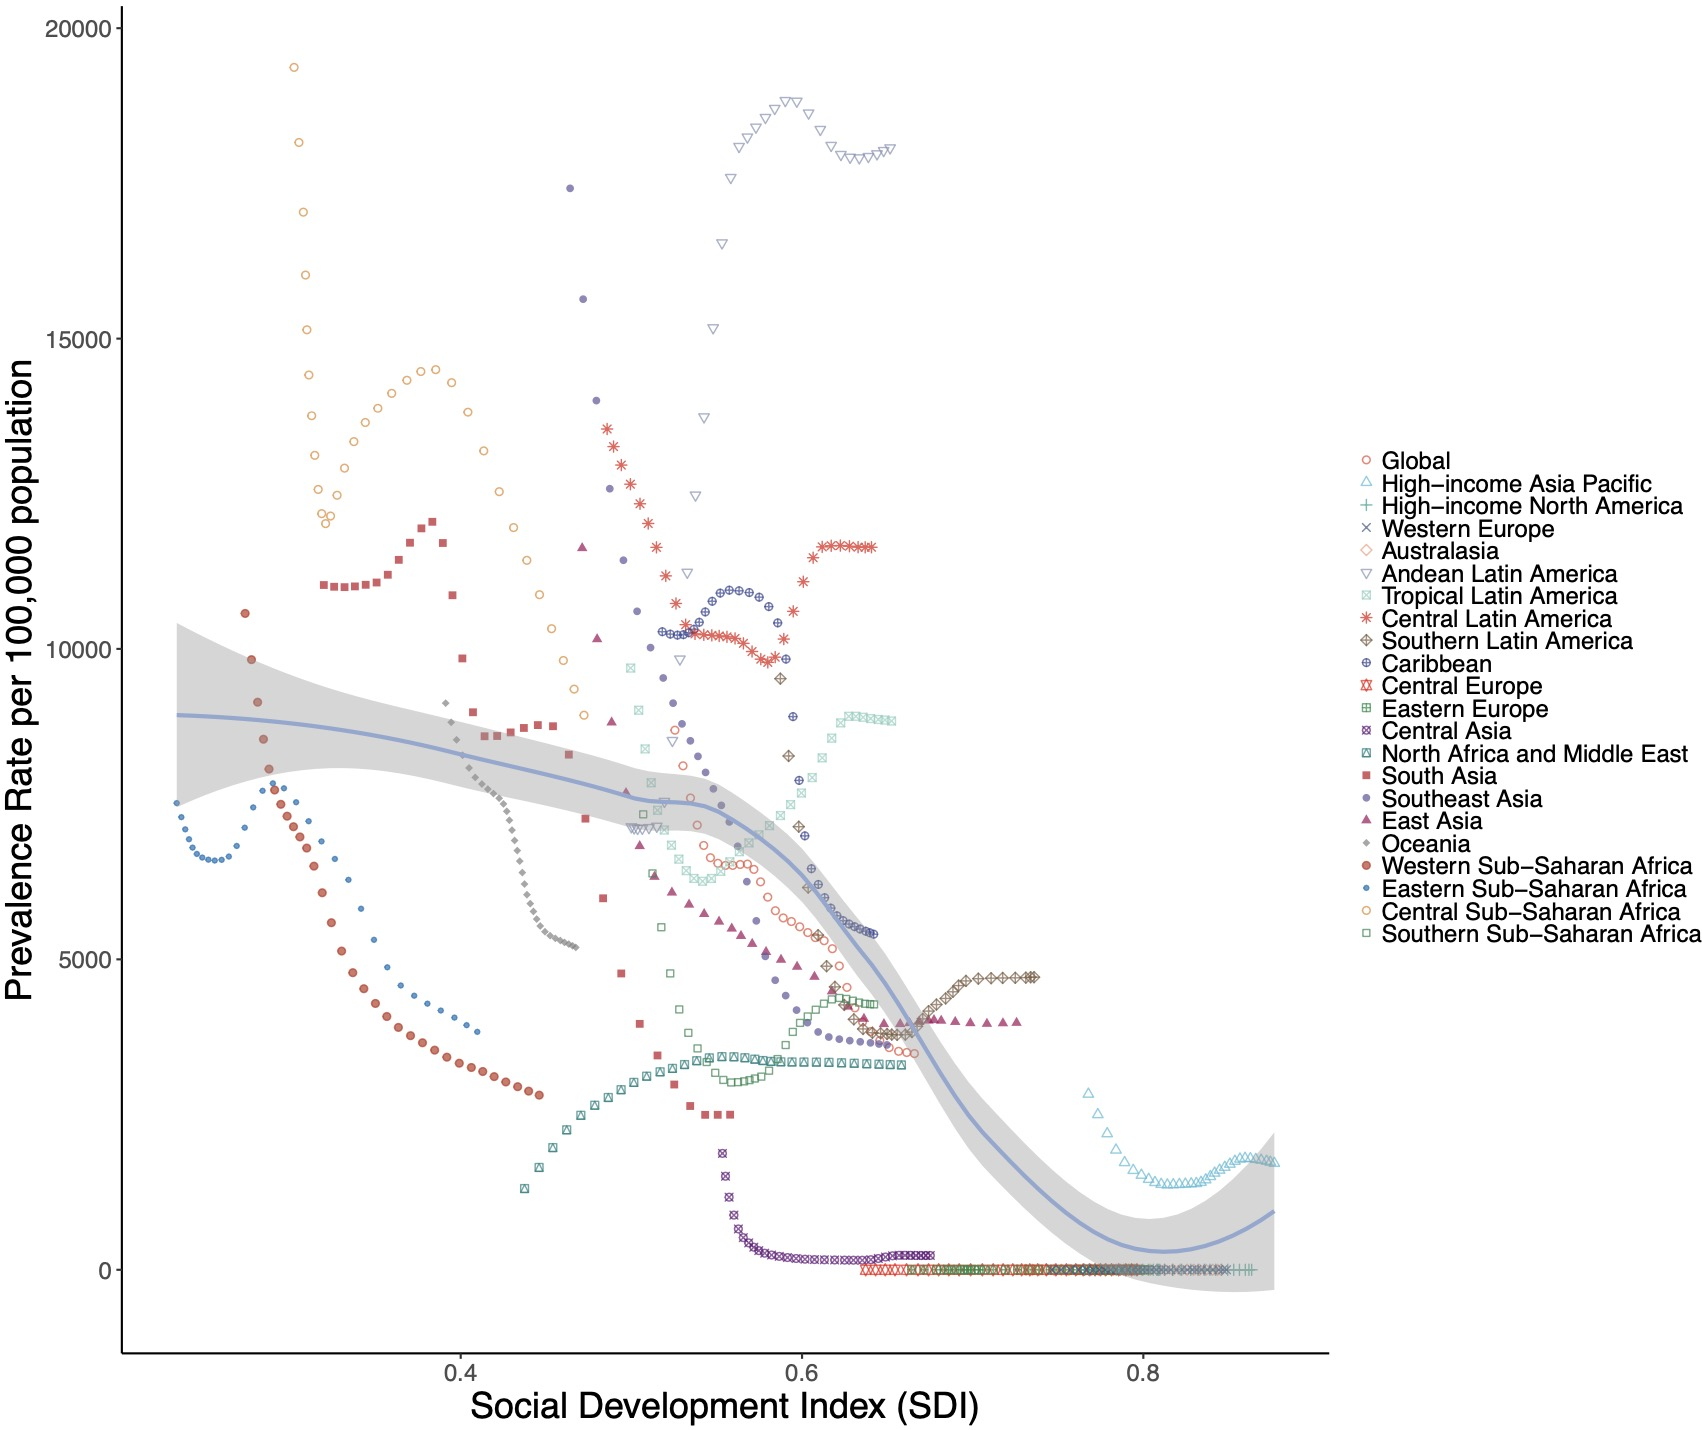 Prevalence Rate per 100,000 population
20000
15000
10000
5000
0
0.4
0.6
0.8
Social Development Index (SDI)
Global
High−income Asia Pacific
High−income North America
Western Europe
Australasia
Andean Latin America
Tropical Latin America
Central Latin America
Southern Latin America
Caribbean
Central Europe
Eastern Europe
Central Asia
North Africa and Middle East
South Asia
Southeast Asia
East Asia
Oceania
Western Sub−Saharan Africa
Eastern Sub−Saharan Africa
Central Sub−Saharan Africa
Southern Sub−Saharan Africa